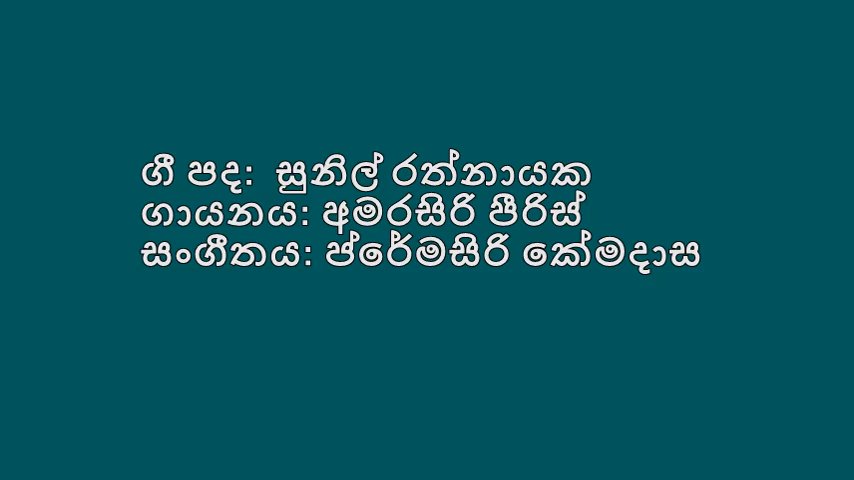 ගී පද:  සුනිල් රත්නායක
ගායනය: අමරසිරි පීරිස්
සංගීතය: ප්රේමසිරි කේමදාස